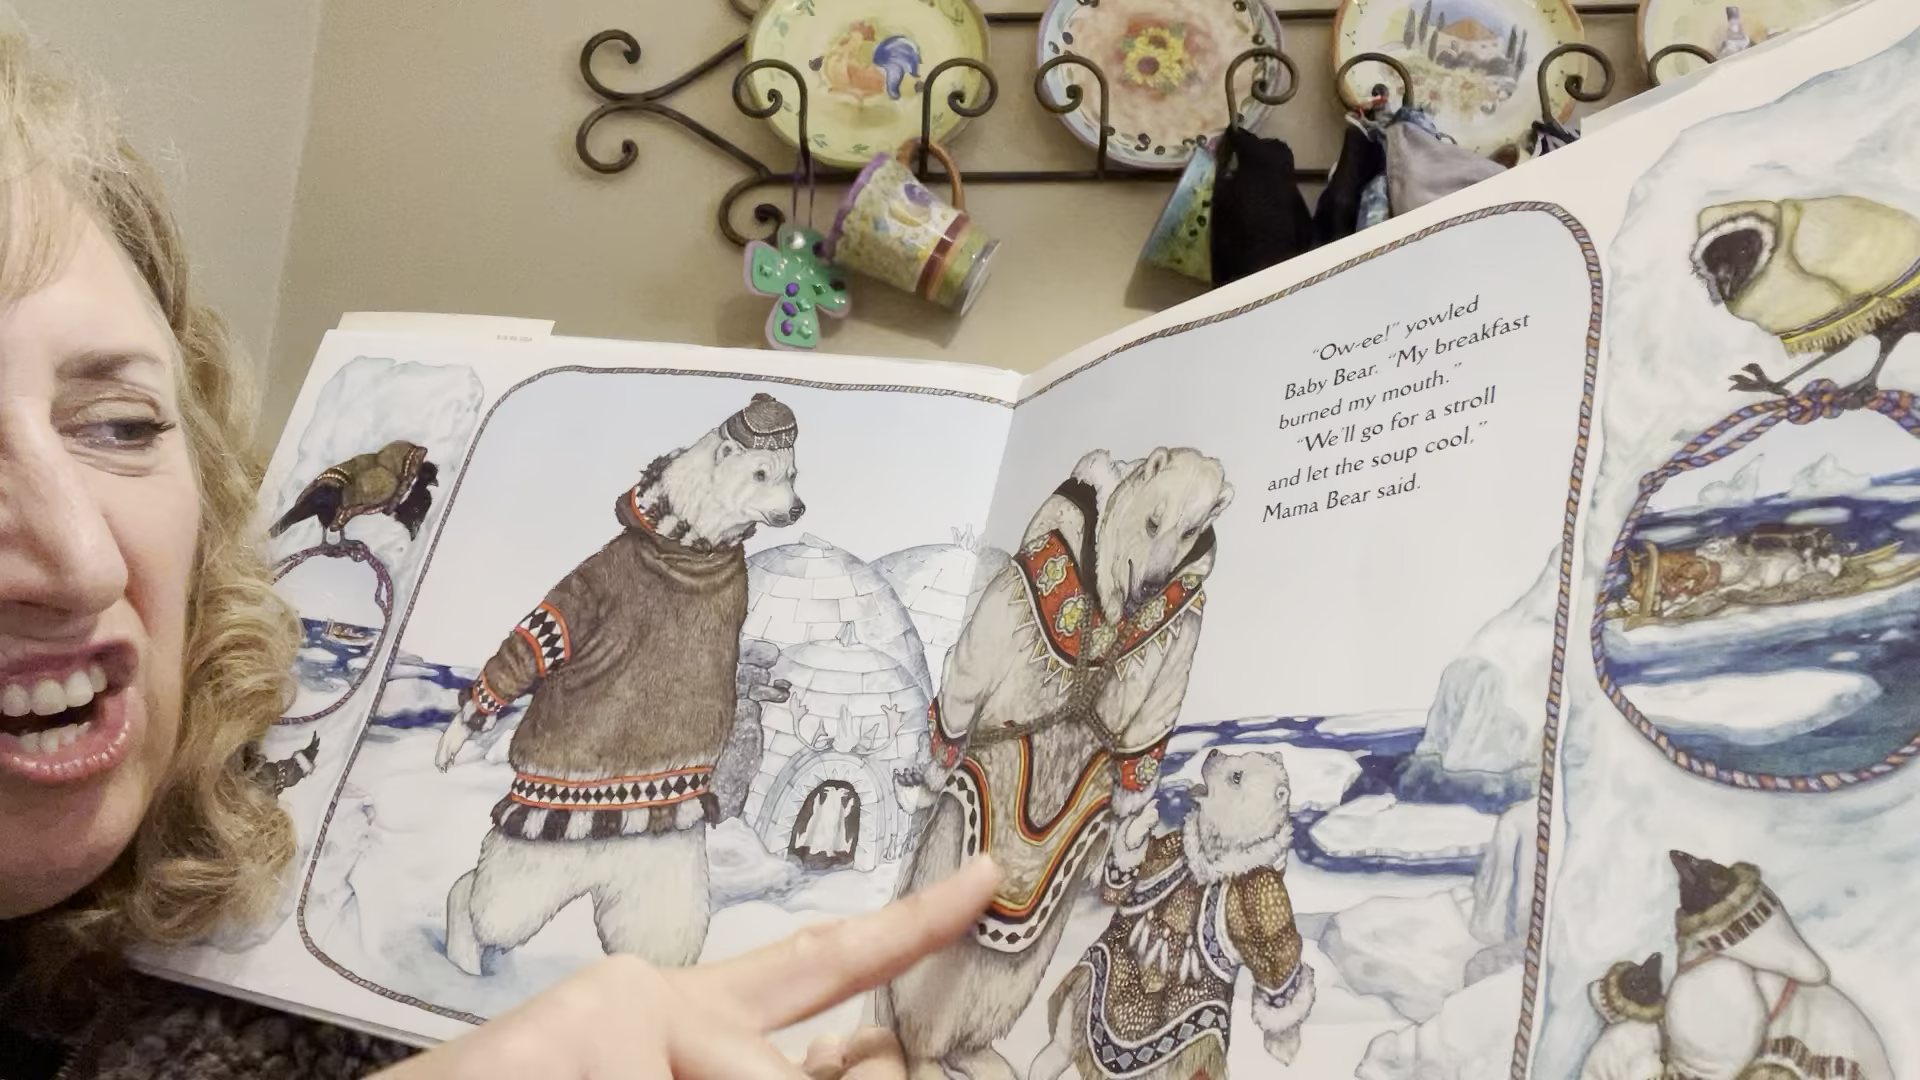 "Ow-ee!" yowled
Baby Bear. "My breakfast
burned my mouth."
"We'll go for a stroll
and let the soup cool,"
Mama Bear said.